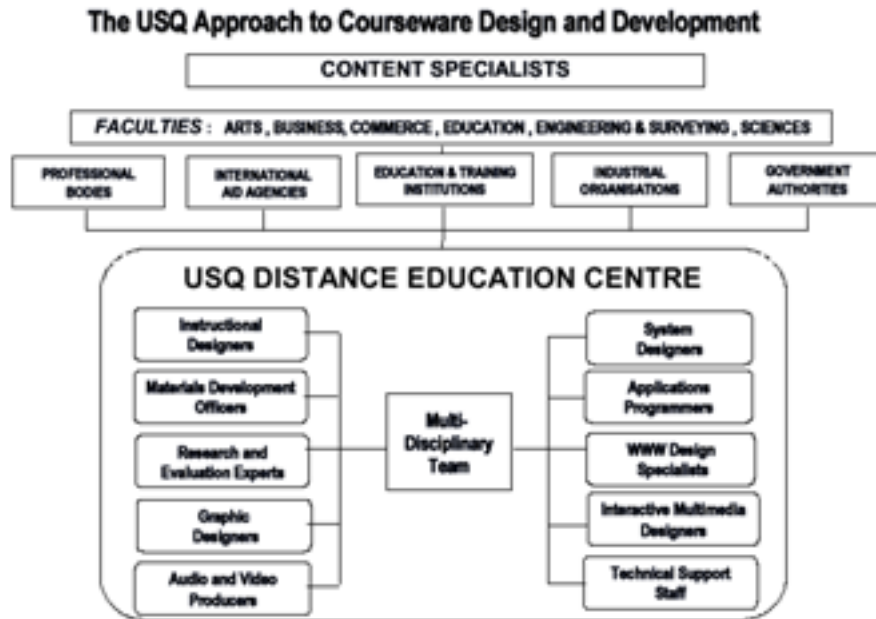 The USQ Approach to Courseware Design and Development
CONTENT SPECIALISTS
FACULTIES : ARTS , BUSINESS, COMMERCE , EDUCATION , ENGINEERING & SURVEYING , SCIENCES
PROFESSIONAL
BODIES
INTERNATIONAL
AID AGENCIES
EDUCATION & TRAINING
INSTITUTIONS
INDUSTRIAL
ORGANISATIONS
GOVERNMENT
AUTHORITIES
USQ DISTANCE EDUCATION CENTRE
Instructional
Designers
Materials Development
Officers
Research and
Evaluation Experts
Graphic
Designers
Audio and Video
Producers
Multi-
Disciplinary
Team
System
Designers
Applications
Programmers
WWW Design
Specialists
Interactive Multimedia
Designers
Technical Support
Staff